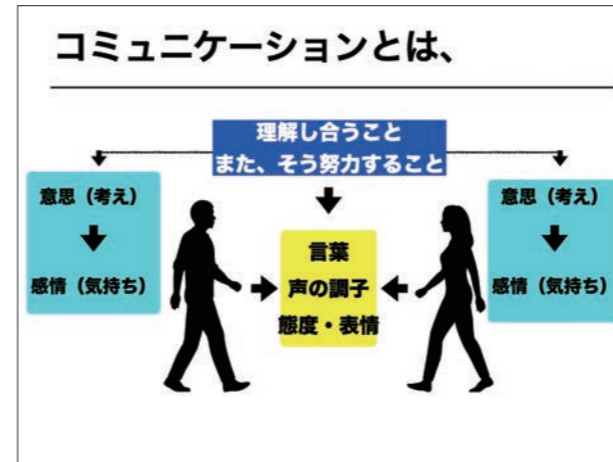 コミュニケーションとは、
理解し合うこと
また、そう努力すること
意思（考え）
感情（気持ち）
言葉
声の調子
態度・表情
意思（考え）
感情（気持ち）